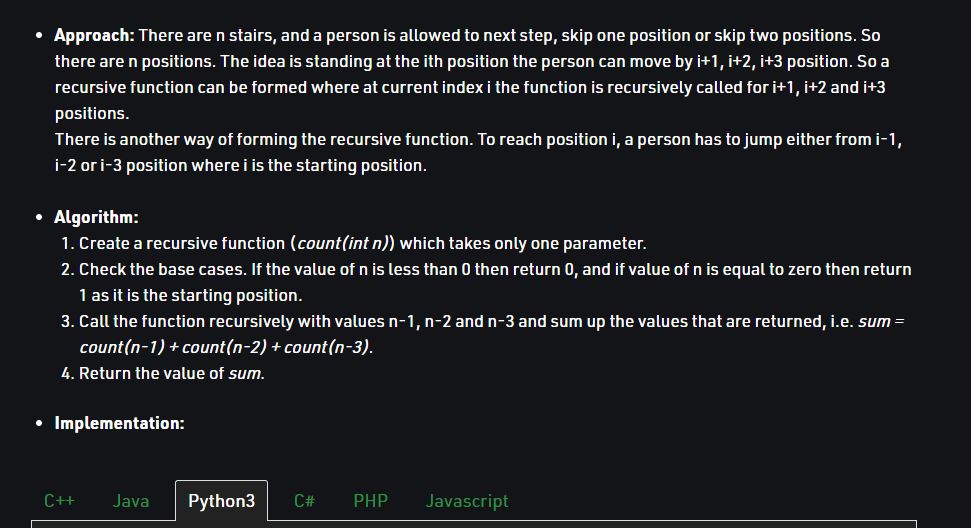 • Approach: There are n stairs, and a person is allowed to next step, skip one position or skip two positions. So
there are n positions. The idea is standing at the ith position the person can move by i+1, i+2, i+3 position. So a
recursive function can be formed where at current index i the function is recursively called for i+1, i+2 and i+3
positions.
There is another way of forming the recursive function. To reach position i, a person has to jump either from i-1,
i-2 or i-3 position where i is the starting position.
• Algorithm:
1. Create a recursive function (count(int n)) which takes only one parameter.
2. Check the base cases. If the value of n is less than 0 then return 0, and if value of n is equal to zero then return
1 as it is the starting position.
3. Call the function recursively with values n-1, n-2 and n-3 and sum up the values that are returned, i.e. sum =
count(n-1) + count(n-2) + count(n-3).
4. Return the value of sum.
• Implementation:
C++ Java Python3 C# PHP Javascript